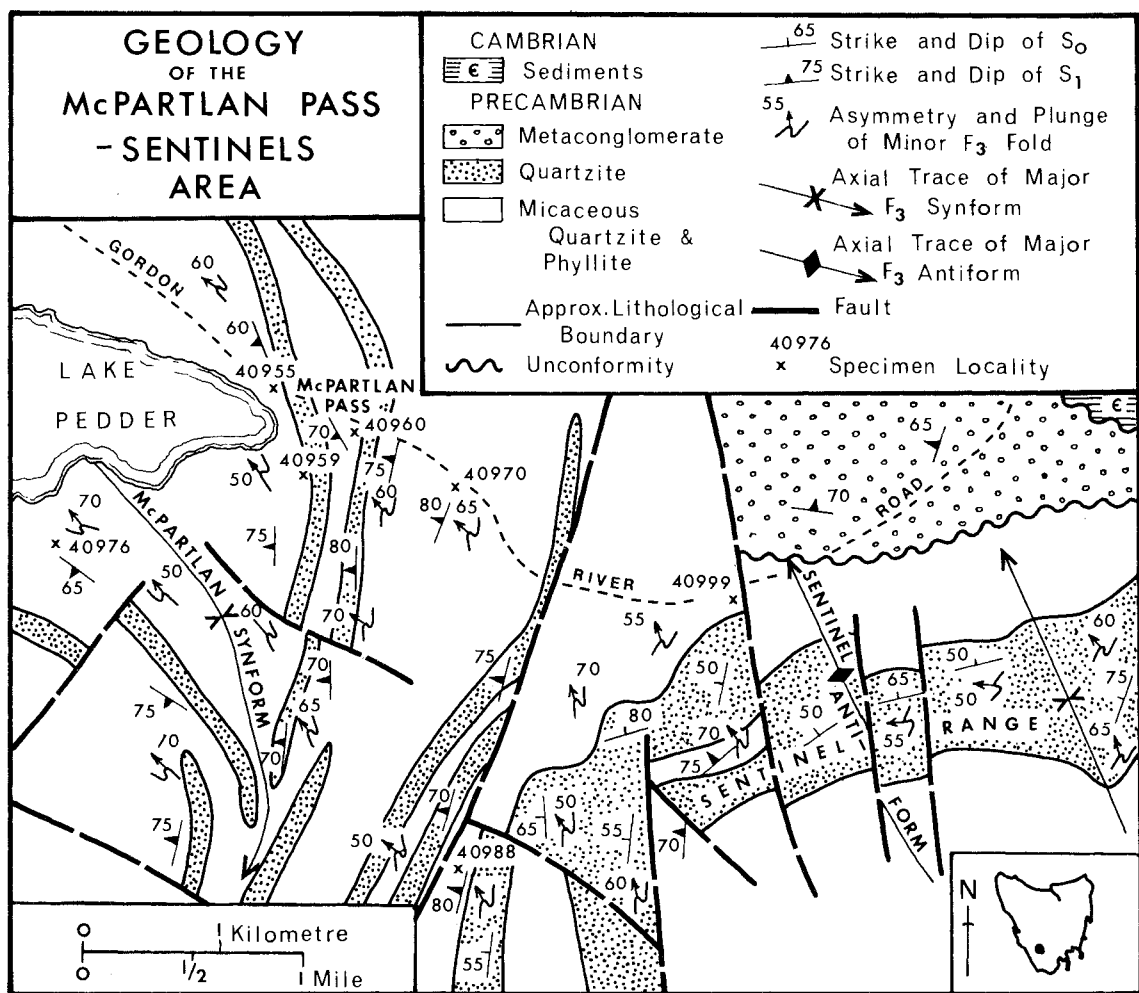 GEOLOGY
OF THE
McPARTLAN PASS
- SENTINELS
AREA
CAMBRIAN
Є Sediments
PRECAMBRIAN
Metaconglomerate
Quartzite
Micaceous
Quartzite &
Phyllite
Approx. Lithological
Boundary
Unconformity
65 Strike and Dip of S₀
75 Strike and Dip of S₁
55 Asymmetry and Plunge
of Minor F₃ Fold
Axial Trace of Major
F₃ Synform
Axial Trace of Major
F₃ Antiform
Fault
40976
x Specimen Locality
GORDON
60
60
LAKE
PEDDER
40955
x
McPARTLAN
PASS
70
x 40960
40959
x
50
75
60
65
80
40970
x
Є
65
70
ROAD
70
x 40976
65
McPARTLAN
SYNFORM
50
75
80
60
70
RIVER
40999
x
55
SENTINEL
ANTI-
FORM
75
70
65
70
70
75
70
80
50
70
75
50
65
55
50
50
60
75
65
SENTINEL
RANGE
75
70
50
65
50
55
70
40988
x
80
60
55
O
O
1/2
Kilometre
Mile
N